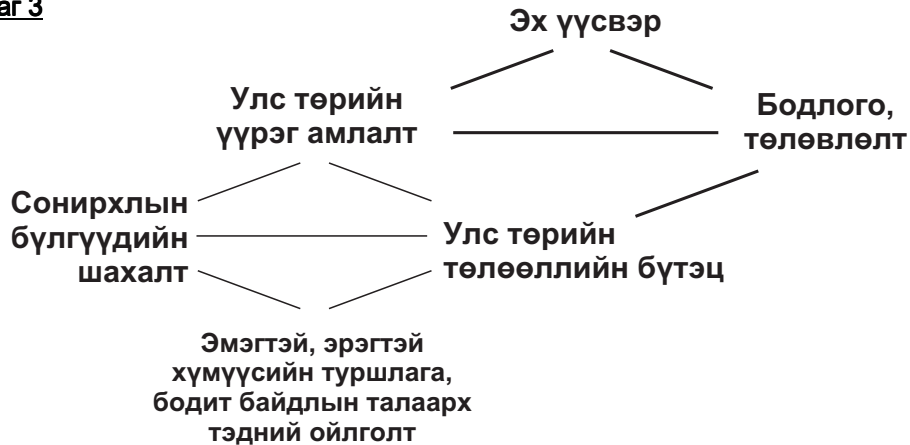 аг 3
Эх үүсвэр
Улс төрийн
үүрэг амлалт
Бодлого,
төлөвлөлт
Сонирхлын
бүлгүүдийн
шахалт
Улс төрийн
төлөөллийн бүтэц
Эмэгтэй, эрэгтэй
хүмүүсийн туршлага,
бодит байдлын талаарх
тэдний ойлголт